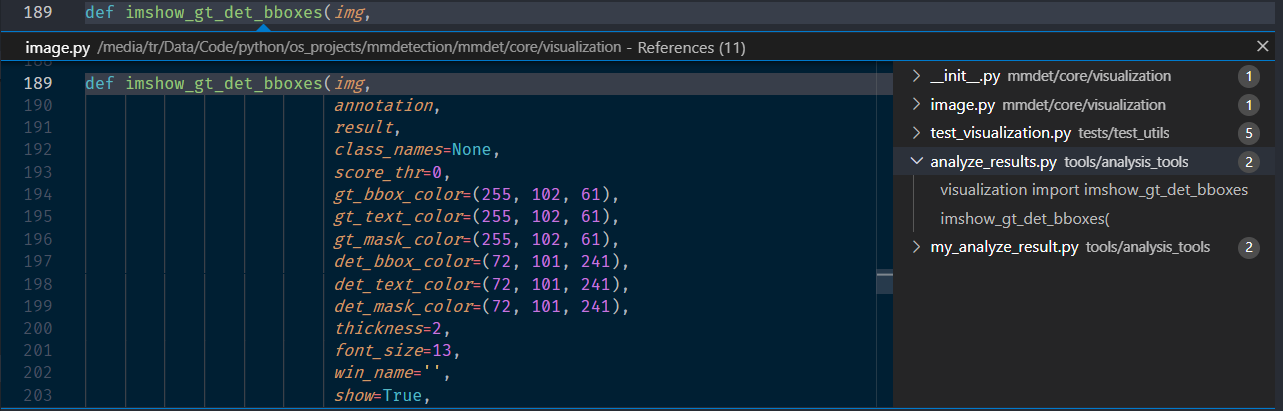 189 def imshow_gt_det_bboxes(img,
image.py /media/tr/Data/Code/python/os_projects/mmdetection/mmdet/core/visualization - References (11)
189 def imshow_gt_det_bboxes(img,
190 annotation,
191 result,
192 class_names=None,
193 score_thr=0,
194 gt_bbox_color=(255, 102, 61),
195 gt_text_color=(255, 102, 61),
196 gt_mask_color=(255, 102, 61),
197 det_bbox_color=(72, 101, 241),
198 det_text_color=(72, 101, 241),
199 det_mask_color=(72, 101, 241),
200 thickness=2,
201 font_size=13,
202 win_name='',
203 show=True,
__init__.py mmdet/core/visualization 1
image.py mmdet/core/visualization 1
test_visualization.py tests/test_utils 5
analyze_results.py tools/analysis_tools 2
visualization import imshow_gt_det_bboxes
imshow_gt_det_bboxes(
my_analyze_result.py tools/analysis_tools 2